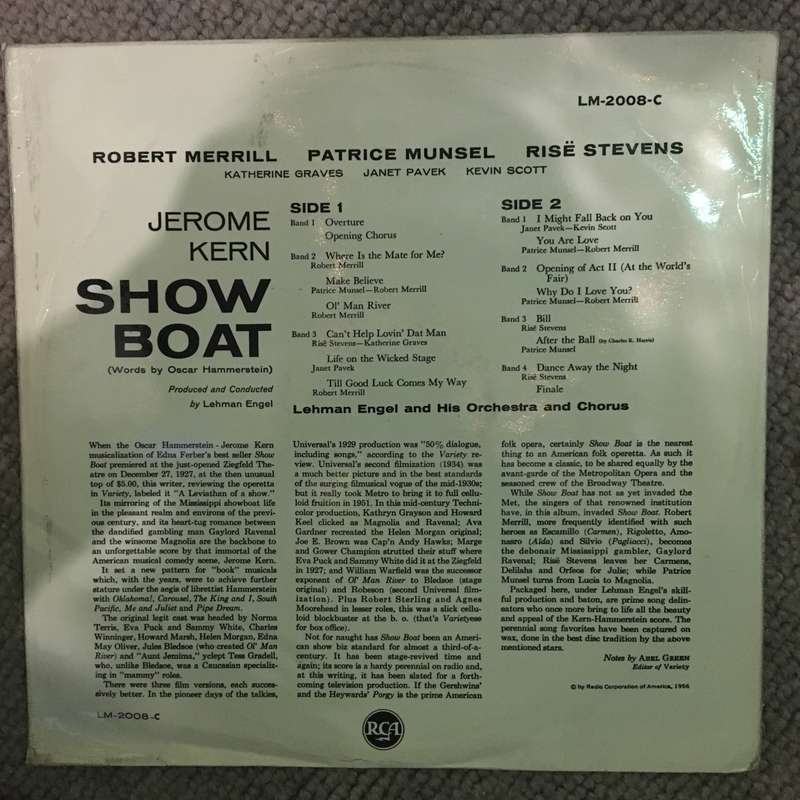 LM-2008-C
ROBERT MERRILL PATRICE MUNSEL RISË STEVENS
KATHERINE GRAVES JANET PAVEK KEVIN SCOTT
JEROME
KERN
SHOW
BOAT
(Words by Oscar Hammerstein)
Produced and Conducted
by Lehman Engel
SIDE 1
Band 1 Overture
Opening Chorus
Band 2 Where Is the Mate for Me?
Robert Merrill
Make Believe
Patrice Munsel—Robert Merrill
Ol' Man River
Robert Merrill
Band 3 Can't Help Lovin' Dat Man
Risë Stevens—Katherine Graves
Life on the Wicked Stage
Janet Pavek
Till Good Luck Comes My Way
Robert Merrill
SIDE 2
Band 1 I Might Fall Back on You
Janet Pavek—Kevin Scott
You Are Love
Patrice Munsel—Robert Merrill
Band 2 Opening of Act II (At the World's
Fair)
Why Do I Love You?
Patrice Munsel—Robert Merrill
Band 3 Bill
Risë Stevens
After the Ball (by Charles K. Harris)
Patrice Munsel
Band 4 Dance Away the Night
Risë Stevens
Finale
Lehman Engel and His Orchestra and Chorus
When the Oscar Hammerstein - Jerome Kern
musicalization of Edna Ferber's best seller Show
Boat premiered at the just-opened Ziegfeld The-
atre on December 27, 1927, at the then unusual
top of $5.00, this writer, reviewing the operetta
in Variety, labeled it "A Leviathan of a show."
Its mirroring of the Mississippi showboat life
in the pleasant realm and environs of the previ-
ous century, and its heart-tug romance between
the dandified gambling man Gaylord Ravenal
and the winsome Magnolia are the backbone to
an unforgettable score by that immortal of the
American musical comedy scene, Jerome Kern.
It set a new pattern for "book" musicals
which, with the years, were to achieve further
stature under the aegis of librettist Hammerstein
with Oklahoma!, Carousel, The King and I, South
Pacific, Me and Juliet and Pipe Dream.
The original legit cast was headed by Norma
Terris, Eva Puck and Sammy White, Charles
Winninger, Howard Marsh, Helen Morgan, Edna
May Oliver, Jules Bledsoe (who created Ol' Man
River) and "Aunt Jemima," yclept Tess Gradell,
who, unlike Bledsoe, was a Caucasian specializ-
ing in "mammy" roles.
There were three film versions, each succes-
sively better. In the pioneer days of the talkies,
Universal's 1929 production was "50% dialogue,
including songs," according to the Variety re-
view. Universal's second filmization (1934) was
a much better picture and in the best standards
of the surging filmusical vogue of the mid-1930s;
but it really took Metro to bring it to full cellu-
loid fruition in 1951. In this mid-century Techni-
color production, Kathryn Grayson and Howard
Keel clicked as Magnolia and Ravenal; Ava
Gardner recreated the Helen Morgan original;
Joe E. Brown was Cap'n Andy Hawks; Marge
and Gower Champion strutted their stuff where
Eva Puck and Sammy White did it at the Ziegfeld
in 1927; and William Warfield was the successor
exponent of Ol' Man River to Bledsoe (stage
original) and Robeson (second Universal film-
ization). Plus Robert Sterling and Agnes
Moorehead in lesser roles, this was a slick cellu-
loid blockbuster at the b. o. (that's Varietyese
for box office).
Not for naught has Show Boat been an Ameri-
can show biz standard for almost a third-of-a-
century. It has been stage-revived time and
again; its score is a hardy perennial on radio and,
at this writing, it has been slated for a forth-
coming television production. If the Gershwins'
and the Heywards' Porgy is the prime American
folk opera, certainly Show Boat is the nearest
thing to an American folk operetta. As such it
has become a classic, to be shared equally by the
avant-garde of the Metropolitan Opera and the
seasoned crew of the Broadway Theatre.
While Show Boat has not as yet invaded the
Met, the singers of that renowned institution
have, in this album, invaded Show Boat. Robert
Merrill, more frequently identified with such
heroes as Escamillo (Carmen), Rigoletto, Amo-
nasro (Aïda) and Silvio (Pagliacci), becomes
the debonair Mississippi gambler, Gaylord
Ravenal; Risë Stevens leaves her Carmens,
Delilahs and Orfeos for Julie; while Patrice
Munsel turns from Lucia to Magnolia.
Packaged here, under Lehman Engel's skill-
ful production and baton, are prime song delin-
eators who once more bring to life all the beauty
and appeal of the Kern-Hammerstein score. The
perennial song favorites have been captured on
wax, done in the best disc tradition by the above
mentioned stars.
Notes by ABEL GREEN
Editor of Variety
© by Radio Corporation of America, 1956
LM-2008-C
RCA